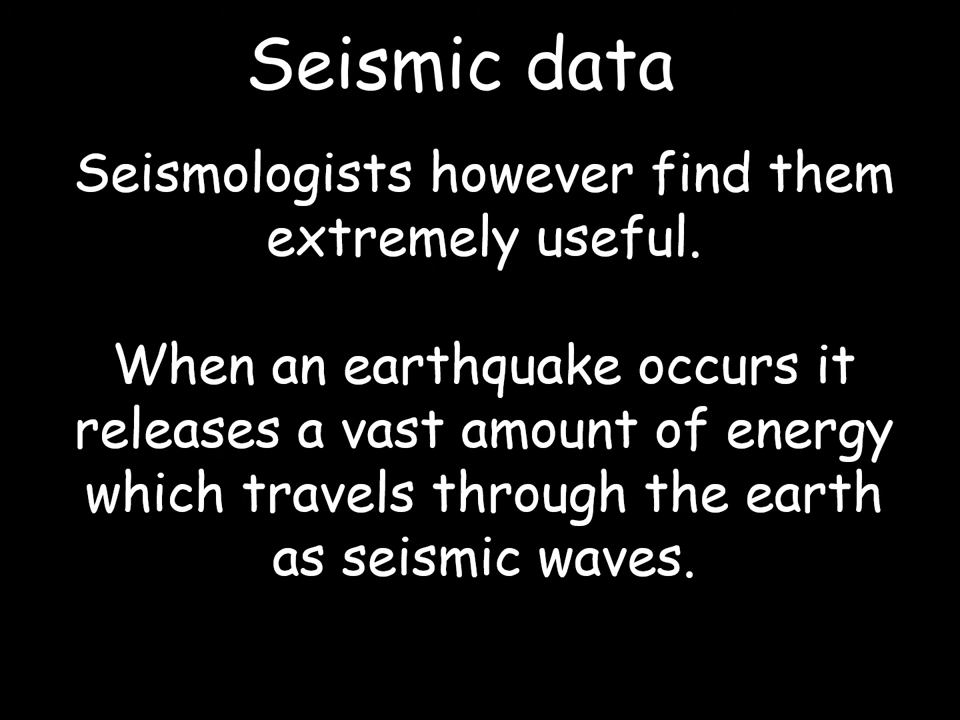 Seismic data
Seismologists however find them
extremely useful.
When an earthquake occurs it
releases a vast amount of energy
which travels through the earth
as seismic waves.